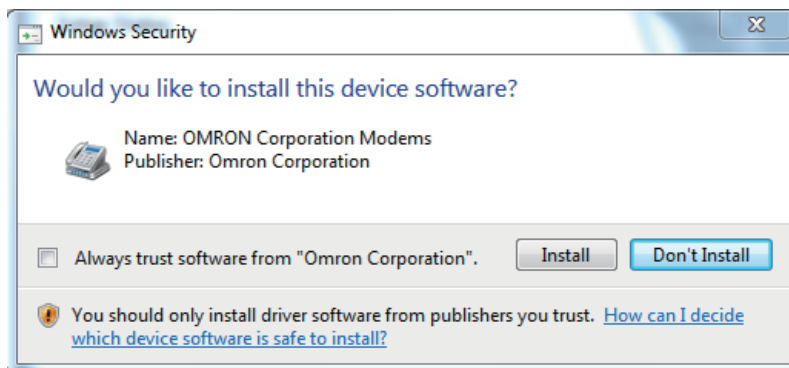 Windows Security
Would you like to install this device software?
Name: OMRON Corporation Modems
Publisher: Omron Corporation
Always trust software from "Omron Corporation".
Install
Don't Install
You should only install driver software from publishers you trust. How can I decide
which device software is safe to install?